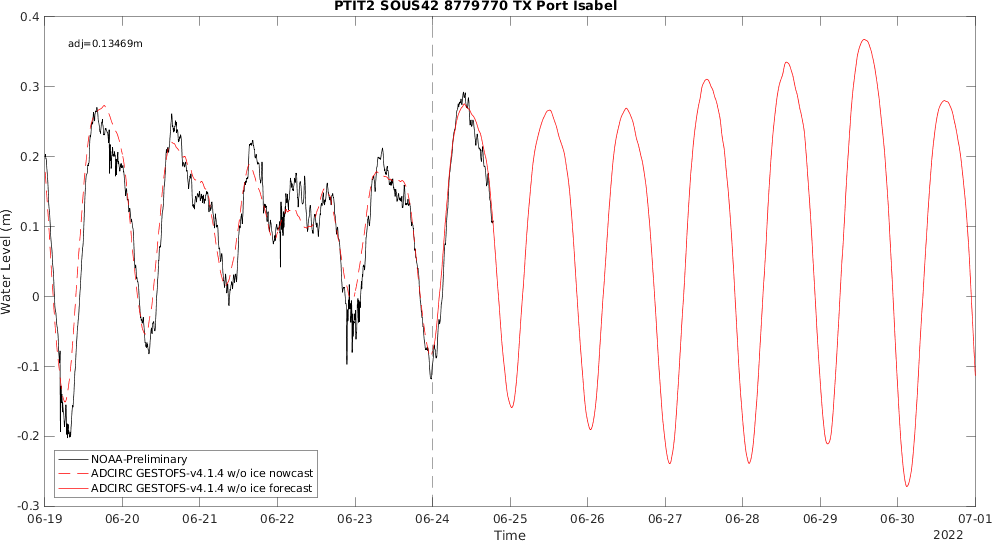 PTIT2 SOUS42 8779770 TX Port Isabel
adj=0.13469m
0.4
0.3
0.2
0.1
0
-0.1
-0.2
-0.3
Water Level (m)
NOAA-Preliminary
ADCIRC GESTOFS-v4.1.4 w/o ice nowcast
ADCIRC GESTOFS-v4.1.4 w/o ice forecast
06-19 06-20 06-21 06-22 06-23 06-24 06-25 06-26 06-27 06-28 06-29 06-30 07-01
Time
2022